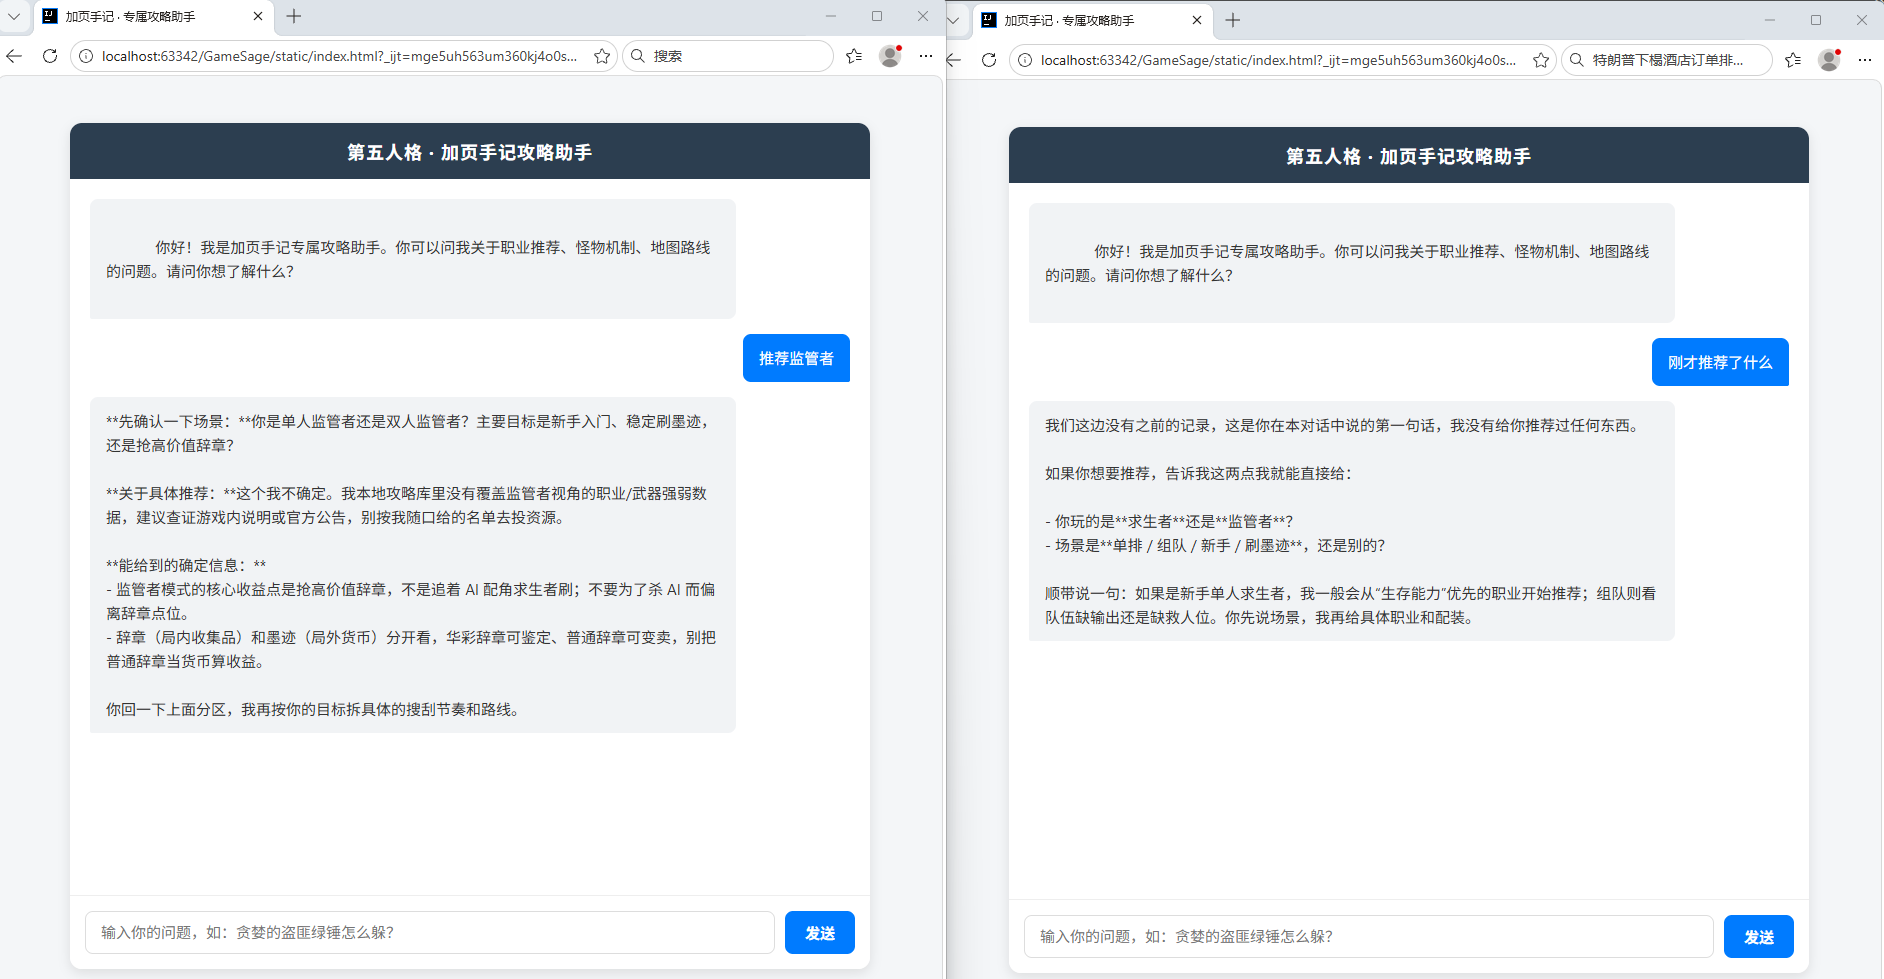 加页手记 · 专属攻略助手
localhost:63342/GameSage/static/index.html?_ijt=mge5uh563um360kj4o0s...
搜索
第五人格 · 加页手记攻略助手
你好！我是加页手记专属攻略助手。你可以问我关于职业推荐、怪物机制、地图路线
的问题。请问你想了解什么？
推荐监管者
**先确认一下场景：**你是单人监管者还是双人监管者？主要目标是新手入门、稳定刷墨迹，
还是抢高价值辞章？
**关于具体推荐：**这个我不确定。我本地攻略库里没有覆盖监管者视角的职业/武器强弱数
据，建议查证游戏内说明或官方公告，别按我随口给的名单去投资源。
**能给到的确定信息：**
- 监管者模式的核心收益点是抢高价值辞章，不是追着 AI 配角求生者刷；不要为了杀 AI 而偏
离辞章点位。
- 辞章（局内收集品）和墨迹（局外货币）分开看，华彩辞章可鉴定、普通辞章可变卖，别把
普通辞章当货币算收益。
你回一下上面分区，我再按你的目标拆具体的搜刮节奏和路线。
输入你的问题，如：贪婪的盗匪绿锤怎么躲？
发送
加页手记 · 专属攻略助手
localhost:63342/GameSage/static/index.html?_ijt=mge5uh563um360kj4o0s...
特朗普下榻酒店订单排...
第五人格 · 加页手记攻略助手
你好！我是加页手记专属攻略助手。你可以问我关于职业推荐、怪物机制、地图路线
的问题。请问你想了解什么？
刚才推荐了什么
我们这边没有之前的记录，这是你在本对话中说的第一句话，我没有给你推荐过任何东西。
如果你想要推荐，告诉我这两点我就能直接给：
- 你玩的是**求生者**还是**监管者**？
- 场景是**单排 / 组队 / 新手 / 刷墨迹**，还是别的？
顺带说一句：如果是新手单人求生者，我一般会从“生存能力”优先的职业开始推荐；组队则看
队伍缺输出还是缺救人位。你先说场景，我再给具体职业和配装。
输入你的问题，如：贪婪的盗匪绿锤怎么躲？
发送